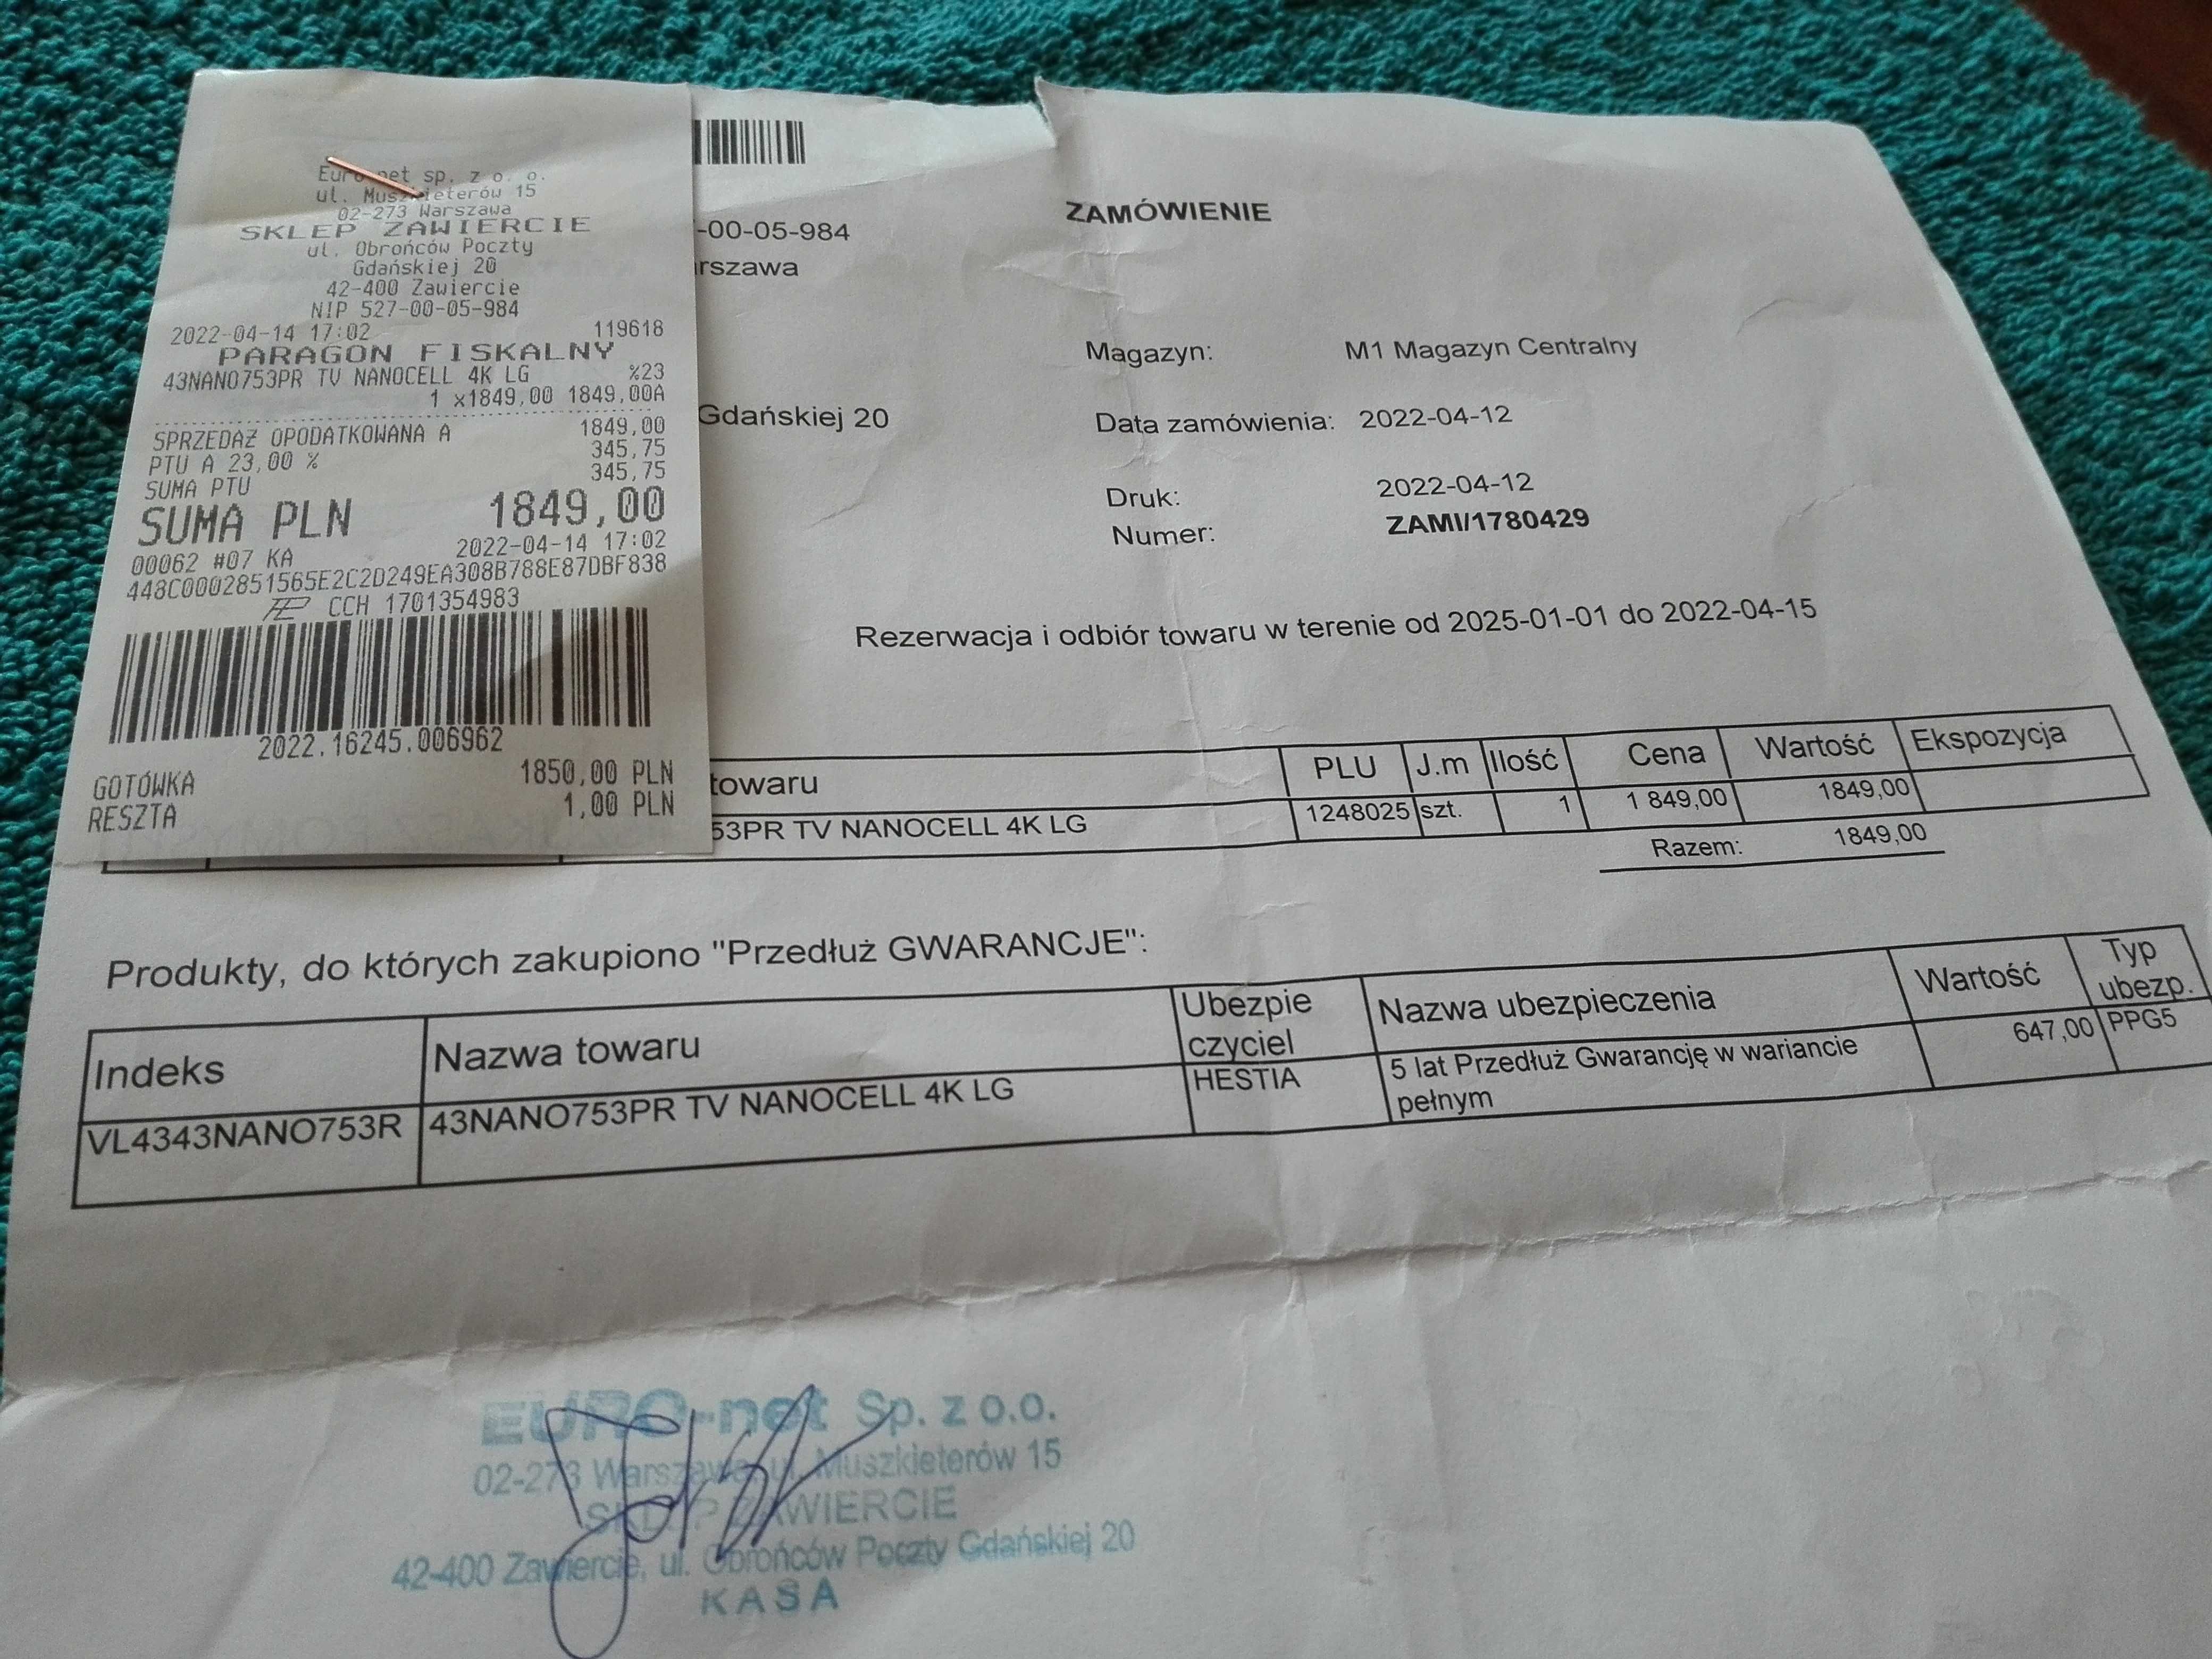 Euro-net sp. z o. o.
ul. Muszkieterów 15
02-273 Warszawa
SKLEP ZAWIERCIE
ul. Obrońców Poczty
Gdańskiej 20
42-400 Zawiercie
NIP 527-00-05-984
2022-04-14 17:02 119618
PARAGON FISKALNY
43NANO753PR TV NANOCELL 4K LG %23
1 x1849,00 1849,00A
SPRZEDAŻ OPODATKOWANA A 1849,00
PTU A 23,00 % 345,75
SUMA PTU 345,75
SUMA PLN 1849,00
00062 #07 KA 2022-04-14 17:02
448C0002851565E2C2D249EA308B788E87DBF838
CCH 1701354983
2022.16245.006962
GOTÓWKA 1850,00 PLN
RESZTA 1,00 PLN
ZAMÓWIENIE
-00-05-984
rszawa
Magazyn: M1 Magazyn Centralny
Gdańskiej 20
Data zamówienia: 2022-04-12
Druk: 2022-04-12
Numer: ZAMI/1780429
Rezerwacja i odbiór towaru w terenie od 2025-01-01 do 2022-04-15
towaru PLU J.m Ilość Cena Wartość Ekspozycja
53PR TV NANOCELL 4K LG 1248025 szt. 1 1 849,00 1849,00
Razem: 1849,00
Produkty, do których zakupiono "Przedłuż GWARANCJE":
Indeks Nazwa towaru Ubezpie czyciel Nazwa ubezpieczenia Wartość Typ ubezp.
VL4343NANO753R 43NANO753PR TV NANOCELL 4K LG HESTIA 5 lat Przedłuż Gwarancję w wariancie 647,00 PPG5
pełnym
EURO-net Sp. z o.o.
02-273 Warszawa, ul. Muszkieterów 15
SKLEP ZAWIERCIE
42-400 Zawiercie, ul. Obrońców Poczty Gdańskiej 20
KASA